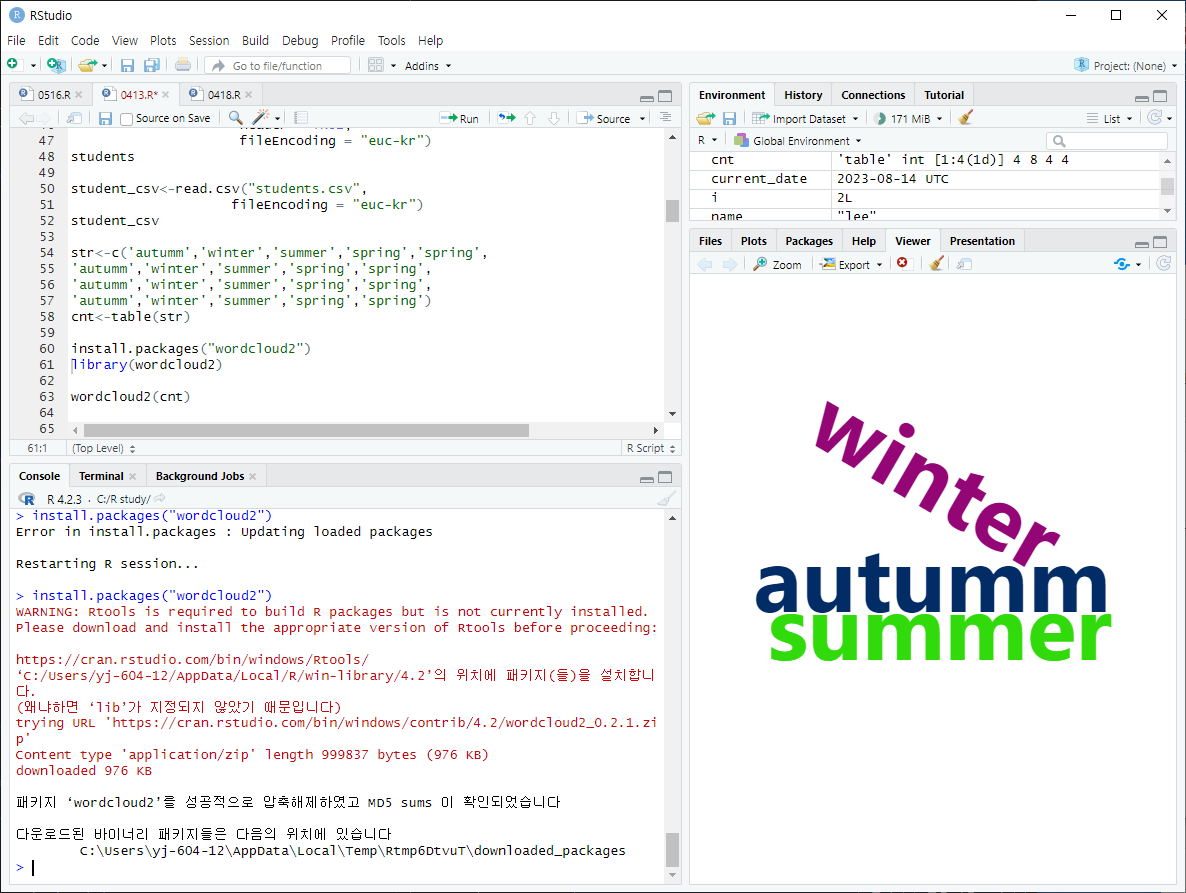 RStudio
File Edit Code View Plots Session Build Debug Profile Tools Help
Go to file/function Addins Project: (None)
0516.R 0413.R* 0418.R
Source on Save Run Source
47 fileEncoding = "euc-kr")
48 students
49
50 student_csv<-read.csv("students.csv",
51 fileEncoding = "euc-kr")
52 student_csv
53
54 str<-c('autumm','winter','summer','spring','spring',
55 'autumm','winter','summer','spring','spring',
56 'autumm','winter','summer','spring','spring',
57 'autumm','winter','summer','spring','spring')
58 cnt<-table(str)
59
60 install.packages("wordcloud2")
61 library(wordcloud2)
62
63 wordcloud2(cnt)
64
65
61:1 (Top Level) R Script
Console Terminal Background Jobs
R 4.2.3 · C:/R study/
> install.packages("wordcloud2")
Error in install.packages : Updating loaded packages
Restarting R session...
> install.packages("wordcloud2")
WARNING: Rtools is required to build R packages but is not currently installed.
Please download and install the appropriate version of Rtools before proceeding:
https://cran.rstudio.com/bin/windows/Rtools/
‘C:/Users/yj-604-12/AppData/Local/R/win-library/4.2’의 위치에 패키지(들)을 설치합니
다.
(왜냐하면 ‘lib’가 지정되지 않았기 때문입니다)
trying URL 'https://cran.rstudio.com/bin/windows/contrib/4.2/wordcloud2_0.2.1.zi
p'
Content type 'application/zip' length 999837 bytes (976 KB)
downloaded 976 KB
패키지 ‘wordcloud2’를 성공적으로 압축해제하였고 MD5 sums 이 확인되었습니다
다운로드된 바이너리 패키지들은 다음의 위치에 있습니다
C:\Users\yj-604-12\AppData\Local\Temp\Rtmp6DtvuT\downloaded_packages
>
Environment History Connections Tutorial
Import Dataset 171 MiB List
R Global Environment
cnt 'table' int [1:4(1d)] 4 8 4 4
current_date 2023-08-14 UTC
i 2L
name "lee"
Files Plots Packages Help Viewer Presentation
Zoom Export
winter
autumm
summer